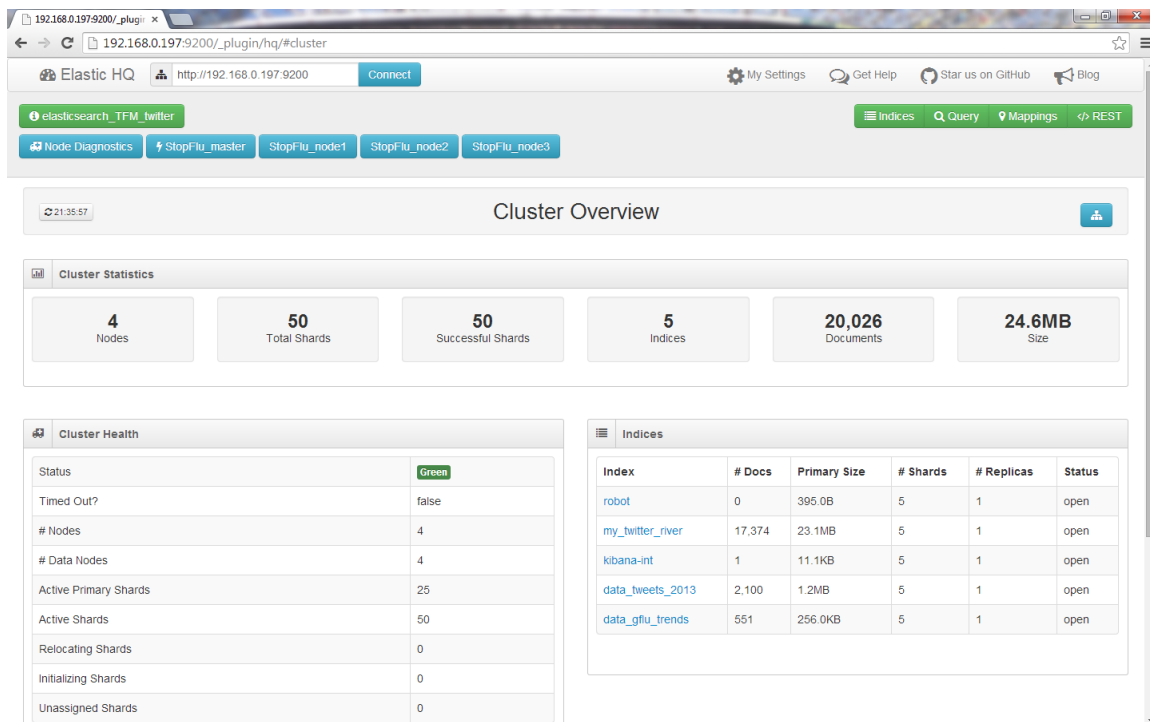 192.168.0.197:9200/_plugi
192.168.0.197:9200/_plugin/hq/#cluster
Elastic HQ http://192.168.0.197:9200 Connect My Settings Get Help Star us on GitHub Blog
elasticsearch_TFM_twitter Indices Query Mappings </> REST
Node Diagnostics StopFlu_master StopFlu_node1 StopFlu_node2 StopFlu_node3
21:35:57 Cluster Overview
Cluster Statistics
4 50 50 5 20,026 24.6MB
Nodes Total Shards Successful Shards Indices Documents Size
Cluster Health
Status Green
Timed Out? false
# Nodes 4
# Data Nodes 4
Active Primary Shards 25
Active Shards 50
Relocating Shards 0
Initializing Shards 0
Unassigned Shards 0
Indices
Index # Docs Primary Size # Shards # Replicas Status
robot 0 395.0B 5 1 open
my_twitter_river 17,374 23.1MB 5 1 open
kibana-int 1 11.1KB 5 1 open
data_tweets_2013 2,100 1.2MB 5 1 open
data_gflu_trends 551 256.0KB 5 1 open